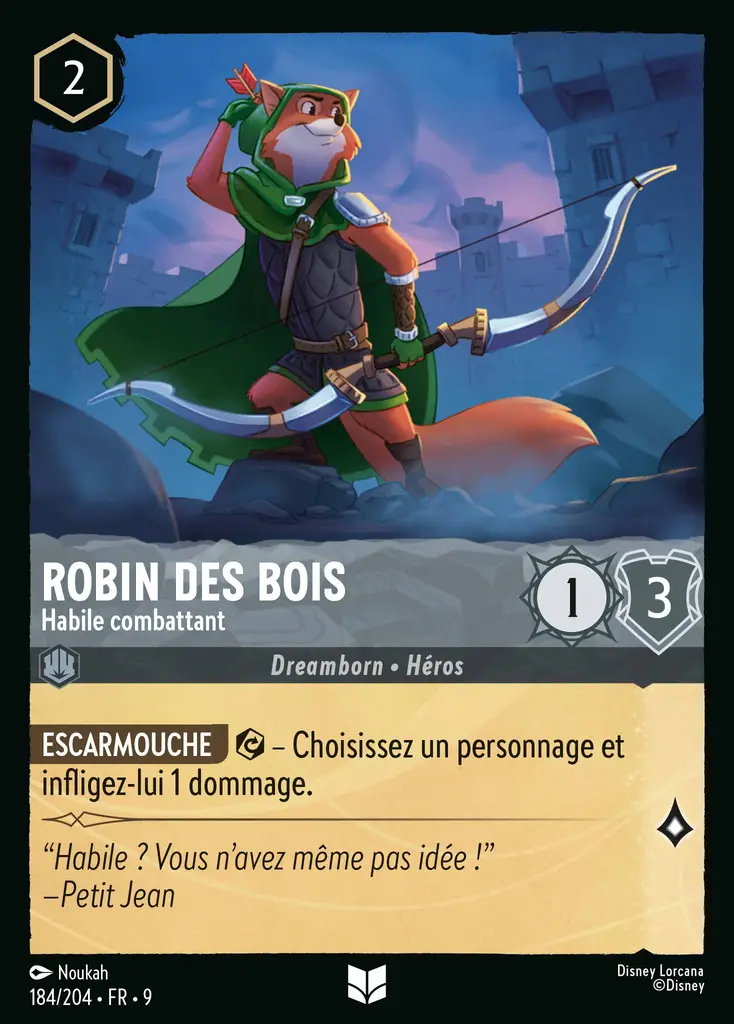 2
ROBIN DES BOIS
Habile combattant
1
3
Dreamborn • Héros
ESCARMOUCHE – Choisissez un personnage et
infligez-lui 1 dommage.
“Habile ? Vous n’avez même pas idée !”
–Petit Jean
Noukah
184/204 • FR • 9
Disney Lorcana
©Disney